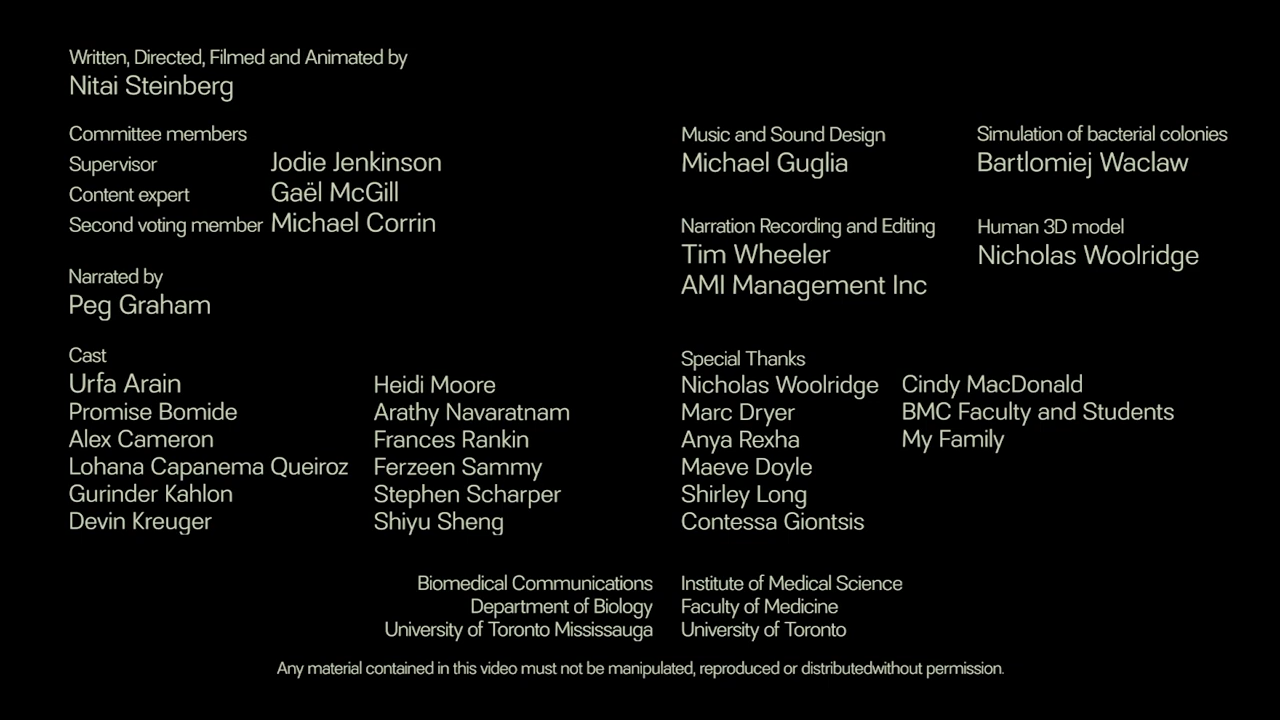 Written, Directed, Filmed and Animated by
Nitai Steinberg
Committee members
Supervisor Jodie Jenkinson
Content expert Gaël McGill
Second voting member Michael Corrin
Narrated by
Peg Graham
Music and Sound Design
Michael Guglia
Simulation of bacterial colonies
Bartlomiej Waclaw
Narration Recording and Editing
Tim Wheeler
AMI Management Inc
Human 3D model
Nicholas Woolridge
Cast
Urfa Arain
Promise Bomide
Alex Cameron
Lohana Capanema Queiroz
Gurinder Kahlon
Devin Kreuger
Heidi Moore
Arathy Navaratnam
Frances Rankin
Ferzeen Sammy
Stephen Scharper
Shiyu Sheng
Special Thanks
Nicholas Woolridge
Marc Dryer
Anya Rexha
Maeve Doyle
Shirley Long
Contessa Giontsis
Cindy MacDonald
BMC Faculty and Students
My Family
Biomedical Communications
Department of Biology
University of Toronto Mississauga
Institute of Medical Science
Faculty of Medicine
University of Toronto
Any material contained in this video must not be manipulated, reproduced or distributedwithout permission.